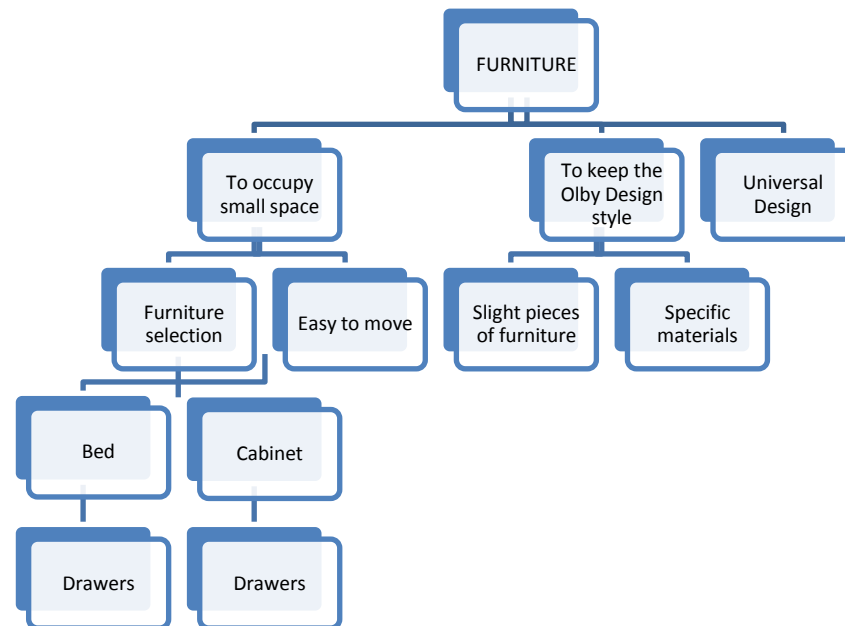 FURNITURE
To occupy
small space
To keep the
Olby Design
style
Universal
Design
Furniture
selection
Easy to move
Slight pieces
of furniture
Specific
materials
Bed
Cabinet
Drawers
Drawers